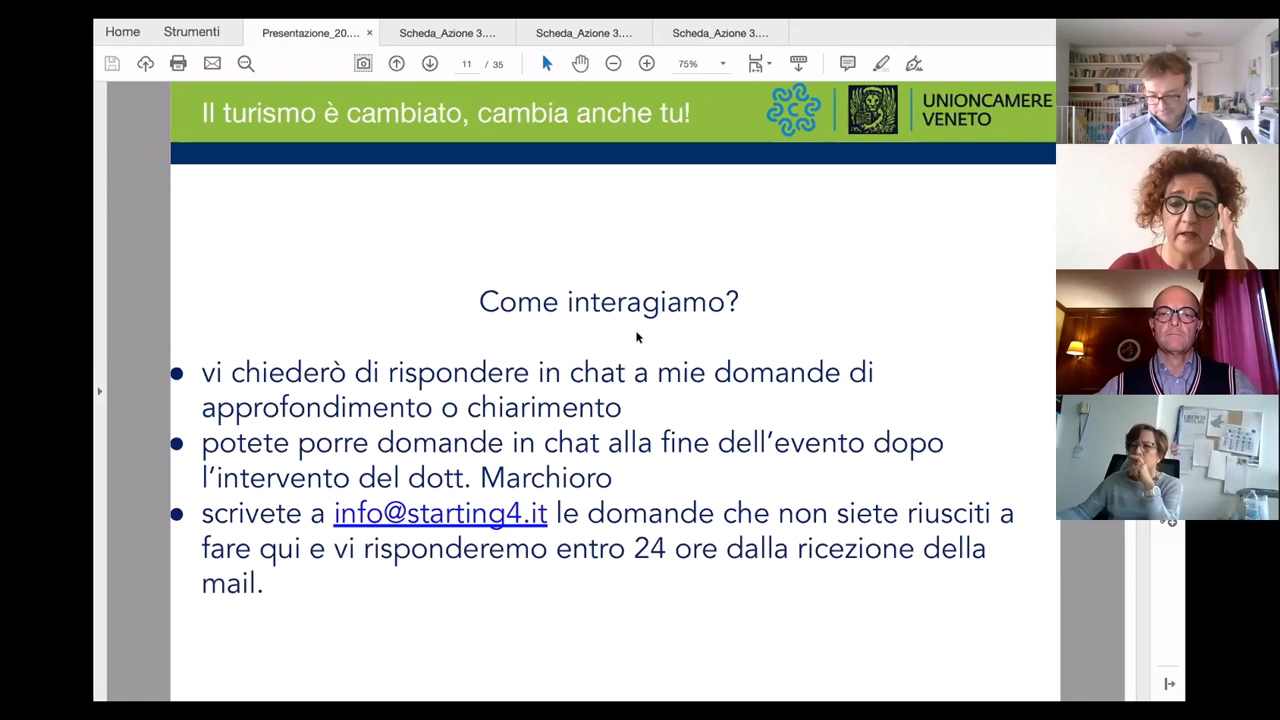 Home
Strumenti
Presentazione_20....
×
Scheda_Azione 3....
Scheda_Azione 3....
Scheda_Azione 3....
11 / 35
75%
Il turismo è cambiato, cambia anche tu!
UNIONCAMERE
VENETO
Come interagiamo?
● vi chiederò di rispondere in chat a mie domande di
approfondimento o chiarimento
● potete porre domande in chat alla fine dell’evento dopo
l’intervento del dott. Marchioro
● scrivete a info@starting4.it le domande che non siete riusciti a
fare qui e vi risponderemo entro 24 ore dalla ricezione della
mail.